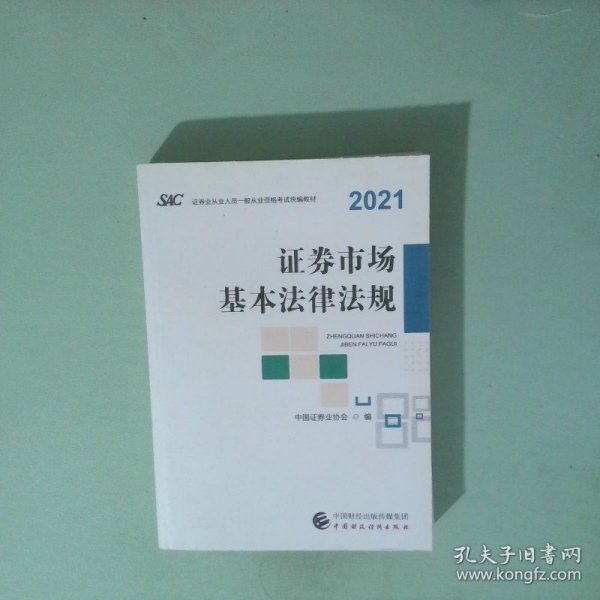 SAC 证券业从业人员一般从业资格考试统编教材 2021
证券市场
基本法律法规
ZHENGQUAN SHICHANG
JIBEN FALYU FAGUI
中国证券业协会 ◎ 编
中国财经出版传媒集团
中国财政经济出版社
孔夫子旧书网
www.kongfz.com